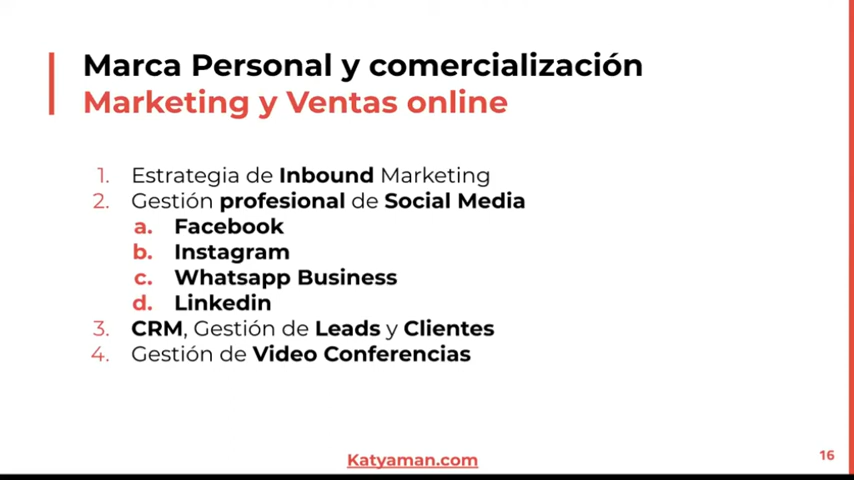 Marca Personal y comercialización
Marketing y Ventas online
1. Estrategia de Inbound Marketing
2. Gestión profesional de Social Media
a. Facebook
b. Instagram
c. Whatsapp Business
d. Linkedin
3. CRM, Gestión de Leads y Clientes
4. Gestión de Video Conferencias
Katyaman.com
16